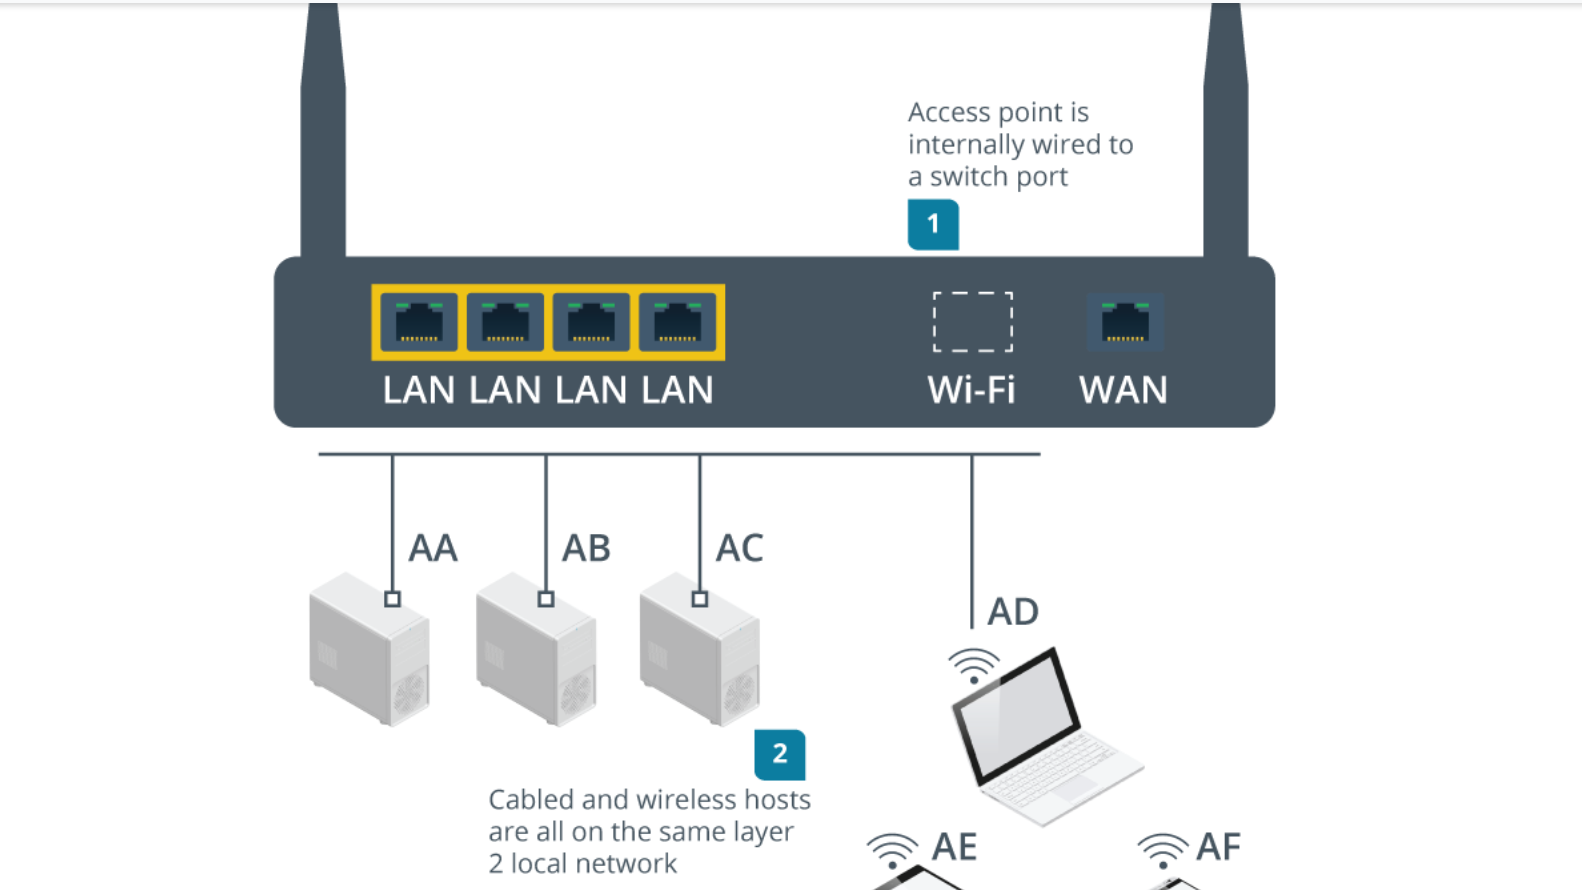 Access point is
internally wired to
a switch port
1
LAN LAN LAN LAN
Wi-Fi
WAN
AA
AB
AC
AD
2
Cabled and wireless hosts
are all on the same layer
2 local network
AE
AF